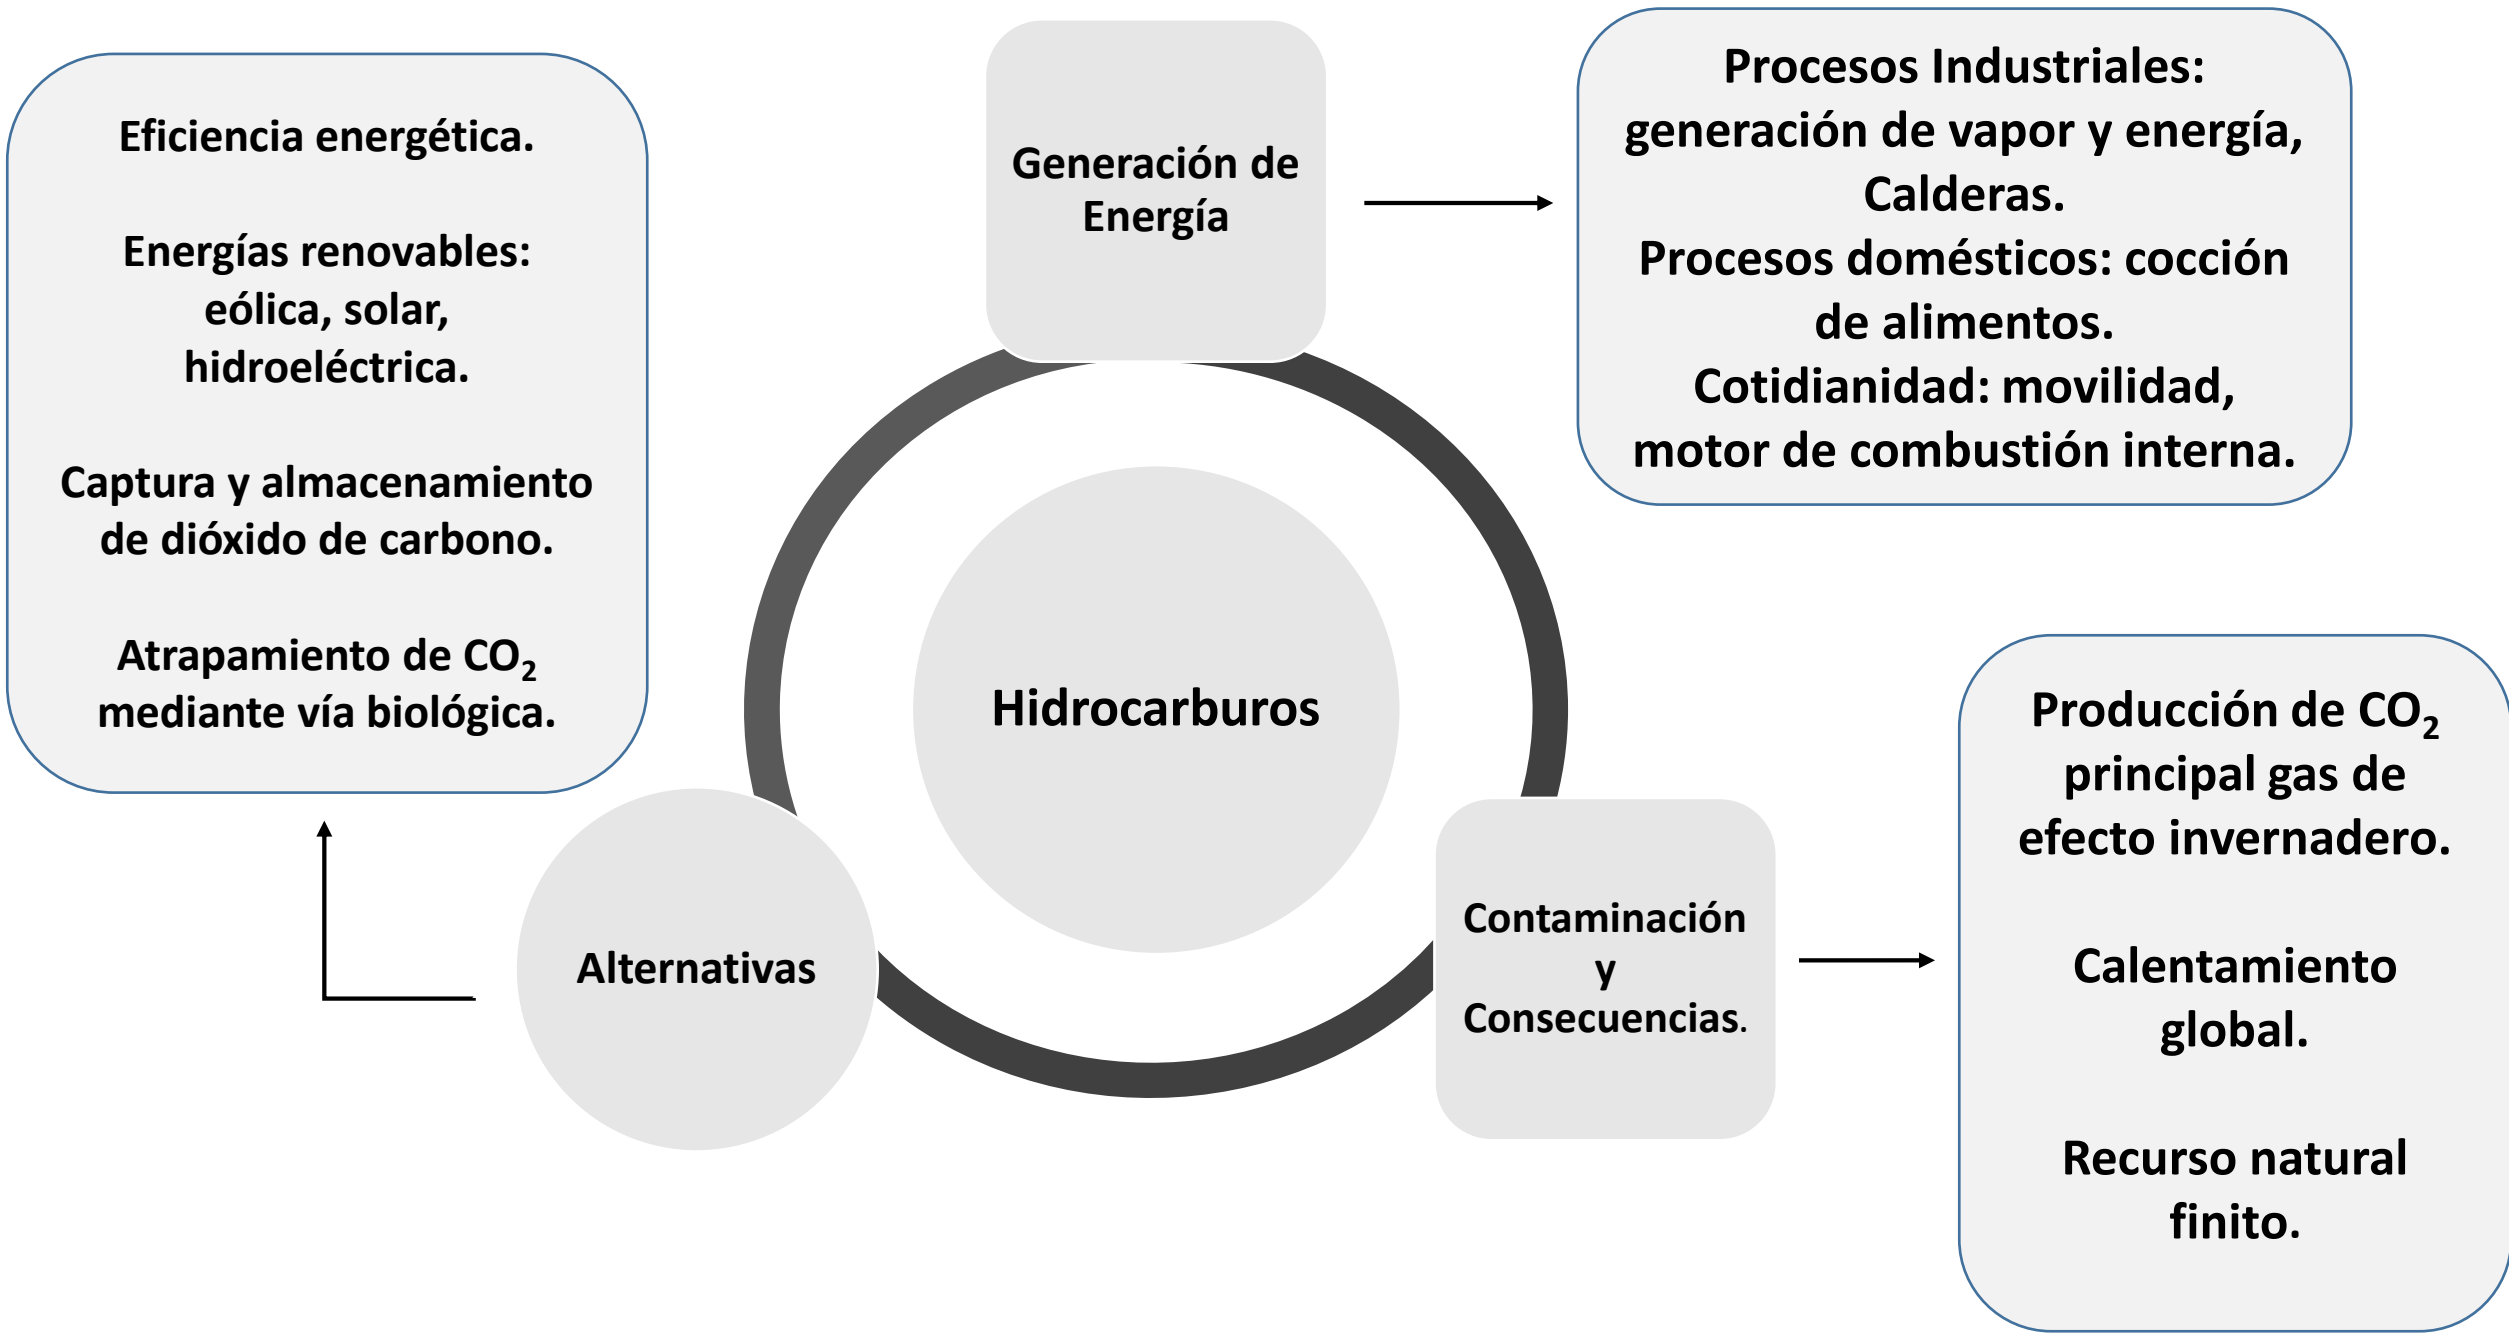 Eficiencia energética.
Energías renovables:
eólica, solar,
hidroeléctrica.
Captura y almacenamiento
de dióxido de carbono.
Atrapamiento de CO₂
mediante vía biológica.
Generación de
Energía
Procesos Industriales:
generación de vapor y energía,
Calderas.
Procesos domésticos: cocción
de alimentos.
Cotidianidad: movilidad,
motor de combustión interna.
Hidrocarburos
Alternativas
Contaminación
y
Consecuencias.
Producción de CO₂
principal gas de
efecto invernadero.
Calentamiento
global.
Recurso natural
finito.